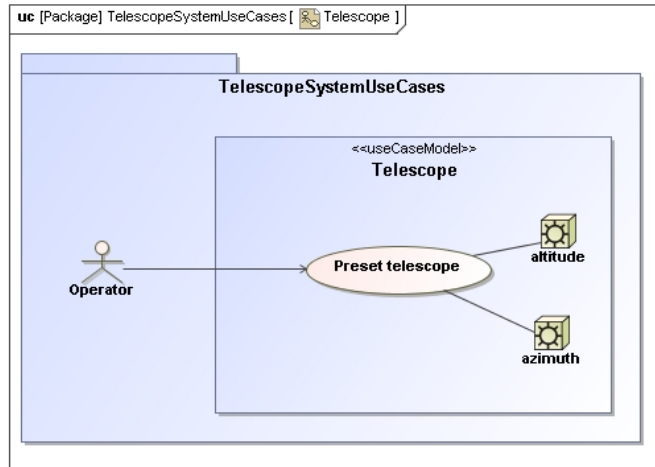 uc [Package] TelescopeSystemUseCases [ Telescope ]
TelescopeSystemUseCases
<<useCaseModel>>
Telescope
Preset telescope
altitude
Operator
azimuth